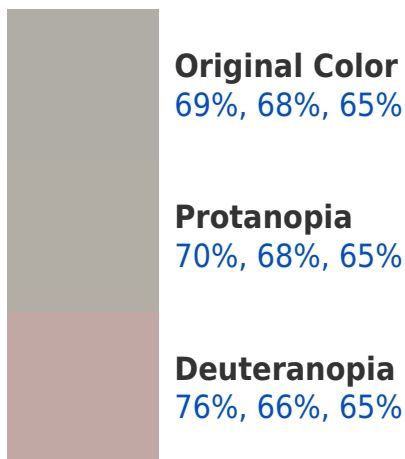 Original Color
69%, 68%, 65%
Protanopia
70%, 68%, 65%
Deuteranopia
76%, 66%, 65%